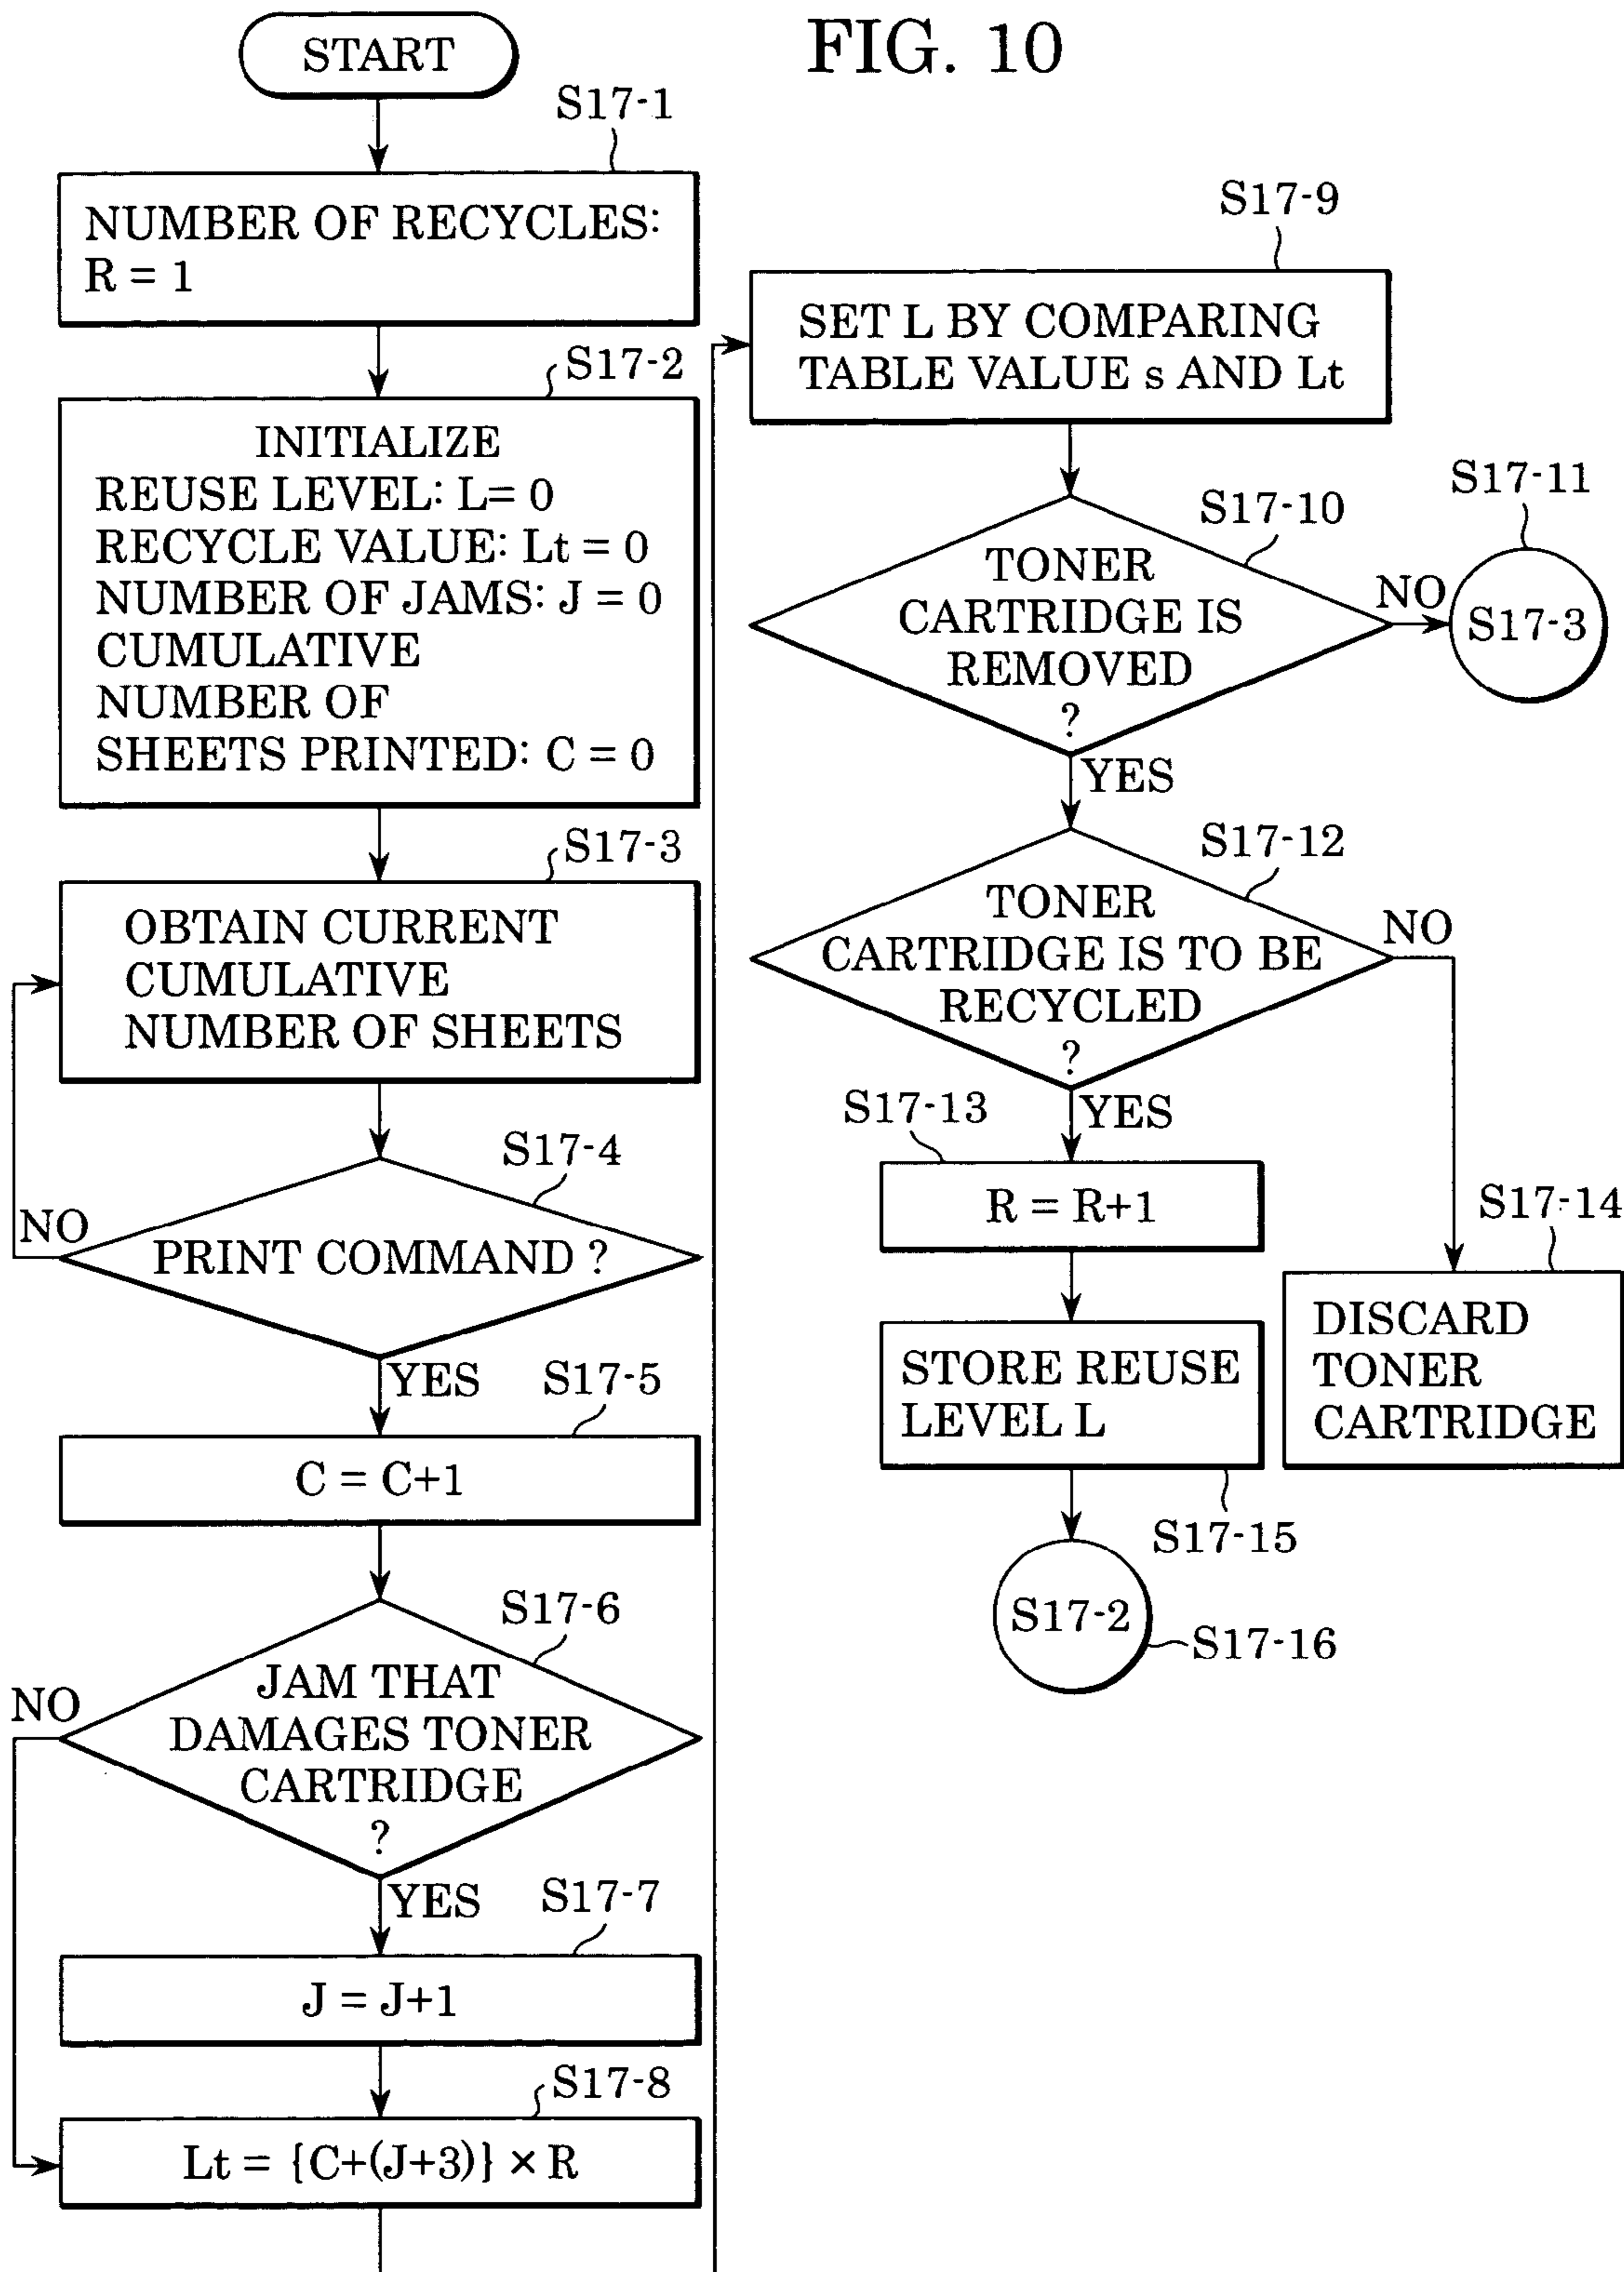 FIG. 10
START
S17-1
NUMBER OF RECYCLES:
R = 1
S17-2
INITIALIZE
REUSE LEVEL: L= 0
RECYCLE VALUE: Lt = 0
NUMBER OF JAMS: J = 0
CUMULATIVE
NUMBER OF
SHEETS PRINTED: C = 0
S17-3
OBTAIN CURRENT
CUMULATIVE
NUMBER OF SHEETS
S17-4
NO
PRINT COMMAND ?
YES
S17-5
C = C+1
S17-6
NO
JAM THAT
DAMAGES TONER
CARTRIDGE
?
YES
S17-7
J = J+1
S17-8
Lt = {C+(J+3)} × R
S17-9
SET L BY COMPARING
TABLE VALUE s AND Lt
S17-10
TONER
CARTRIDGE IS
REMOVED
?
NO
S17-11
S17-3
YES
S17-12
TONER
CARTRIDGE IS TO BE
RECYCLED
?
NO
YES
S17-13
R = R+1
S17-14
DISCARD
TONER
CARTRIDGE
STORE REUSE
LEVEL L
S17-15
S17-2
S17-16